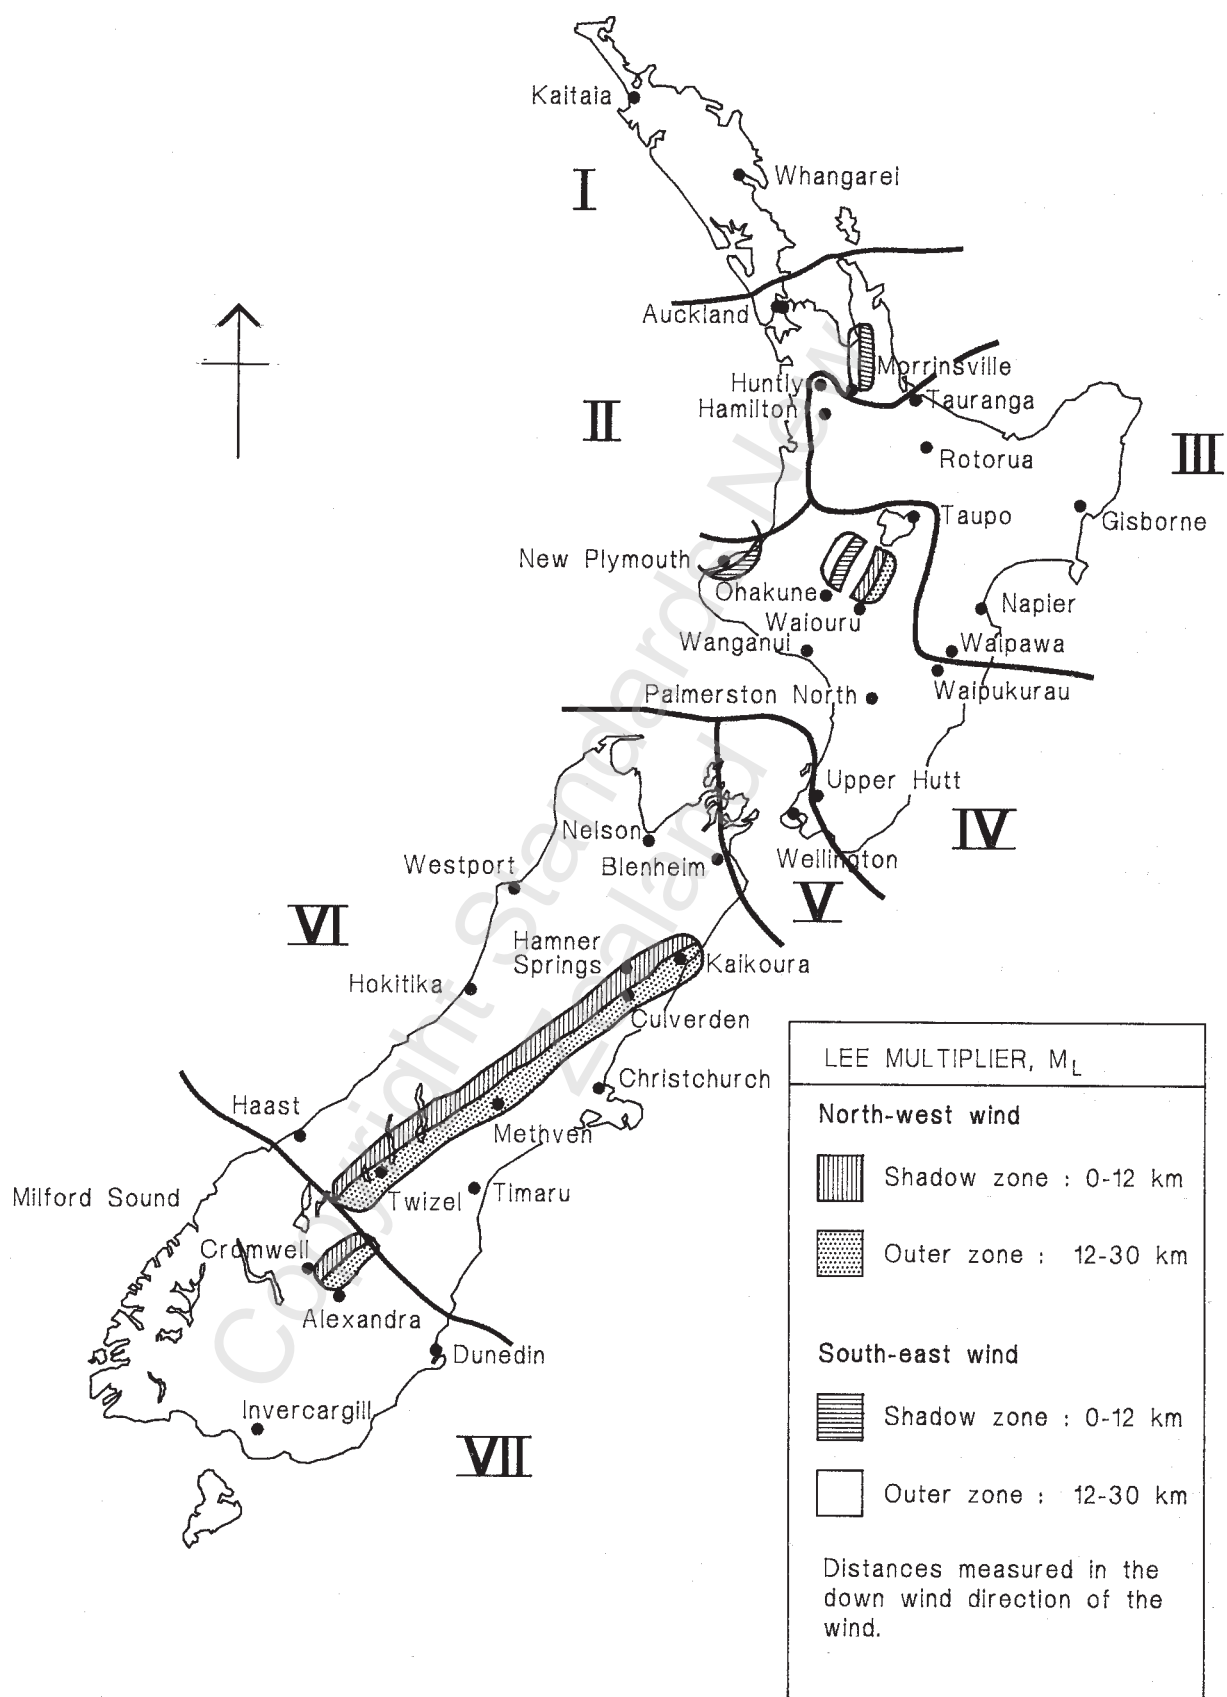 Kaitaia
Whangarei
I
Auckland
Morrinsville
Huntly
Hamilton
Tauranga
II
III
Rotorua
Taupo
Gisborne
New Plymouth
Ohakune
Waiouru
Napier
Wanganui
Waipawa
Waipukurau
Palmerston North
Upper Hutt
IV
Nelson
Wellington
Blenheim
Westport
V
VI
Hamner
Springs
Kaikoura
Hokitika
Culverden
Christchurch
Haast
Methven
Milford Sound
Twizel
Timaru
Cromwell
Alexandra
Dunedin
Invercargill
VII
LEE MULTIPLIER, ML
North-west wind
Shadow zone : 0-12 km
Outer zone : 12-30 km
South-east wind
Shadow zone : 0-12 km
Outer zone : 12-30 km
Distances measured in the
down wind direction of the
wind.
Copyright Standards New
Zealand